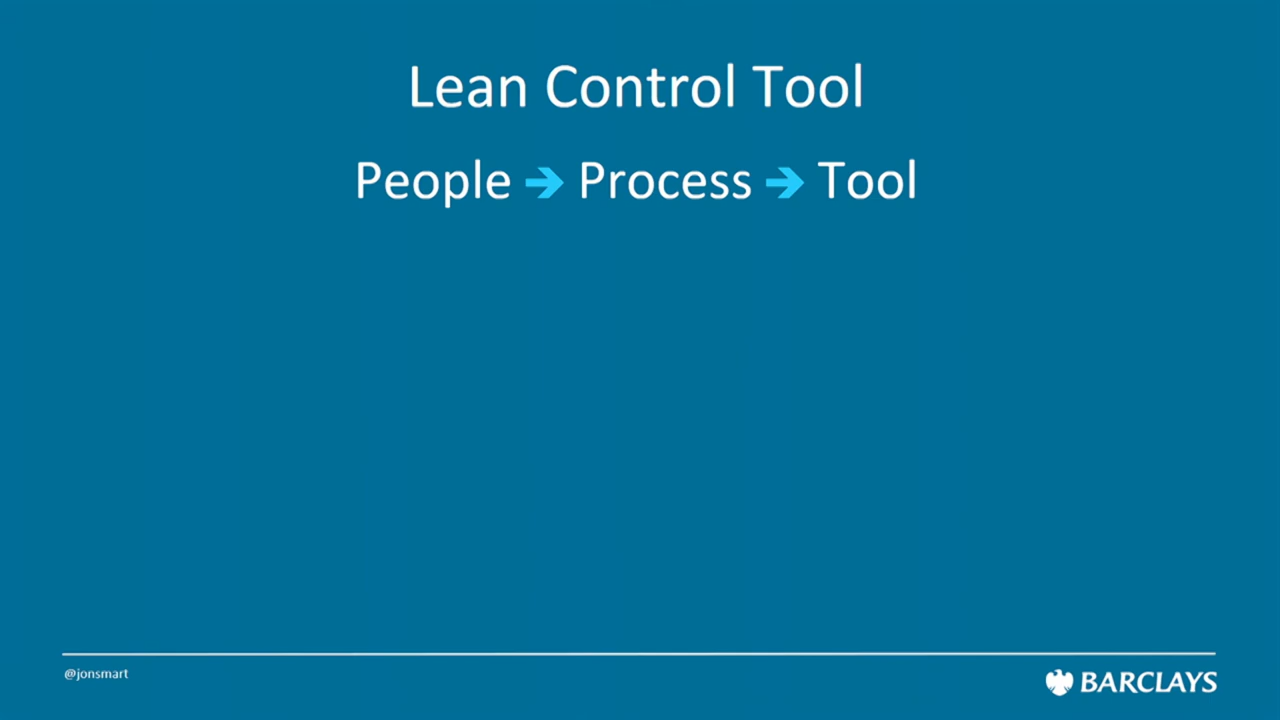 Lean Control Tool
People → Process → Tool
@jonsmart
BARCLAYS